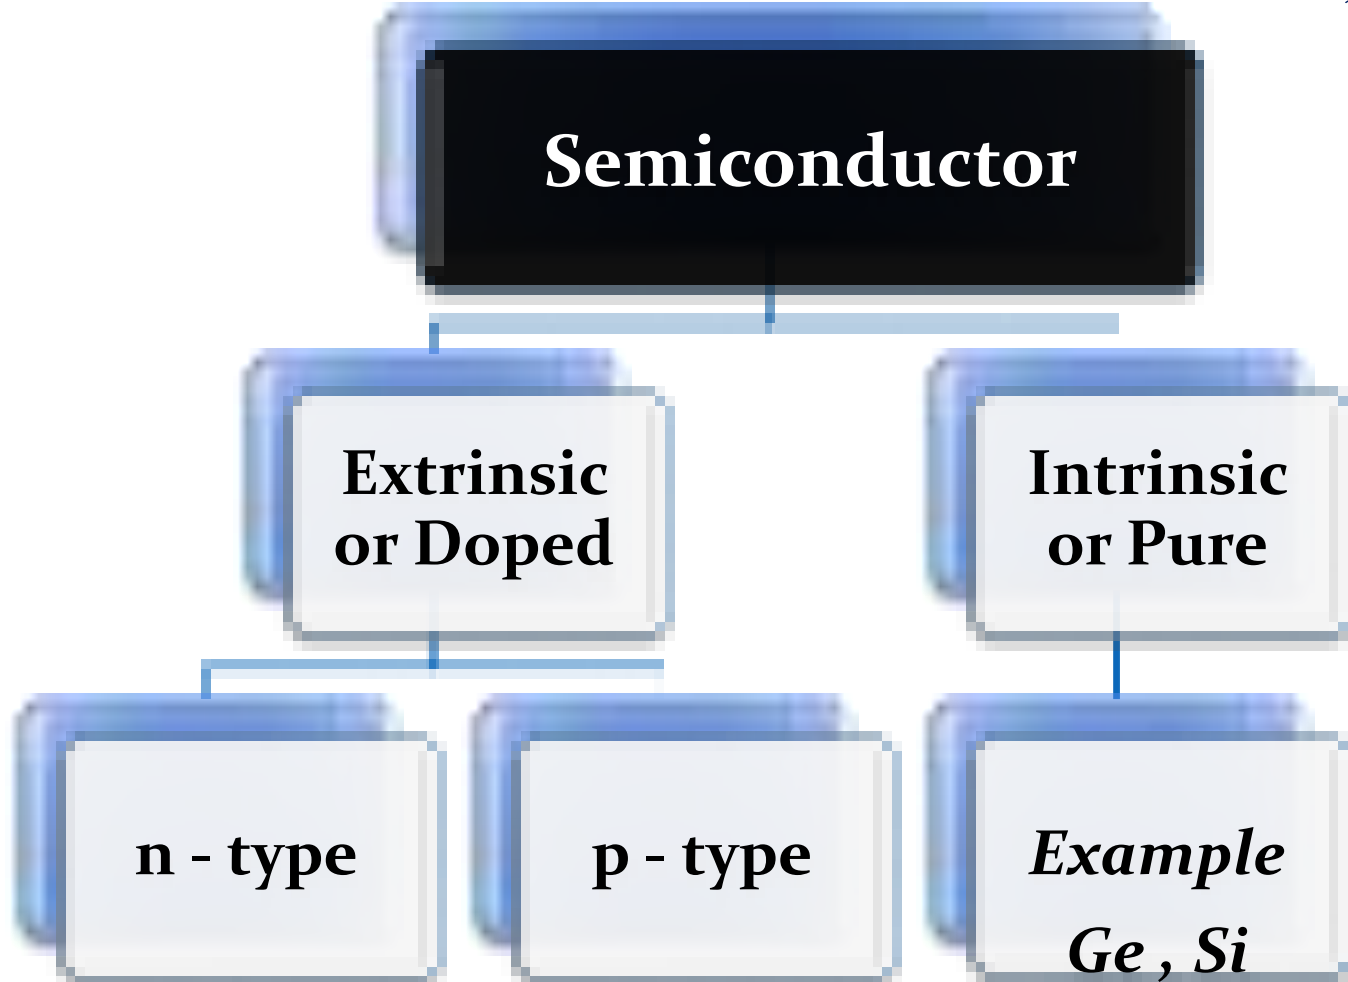 Semiconductor
Extrinsic
or Doped
Intrinsic
or Pure
n - type
p - type
Example
Ge , Si